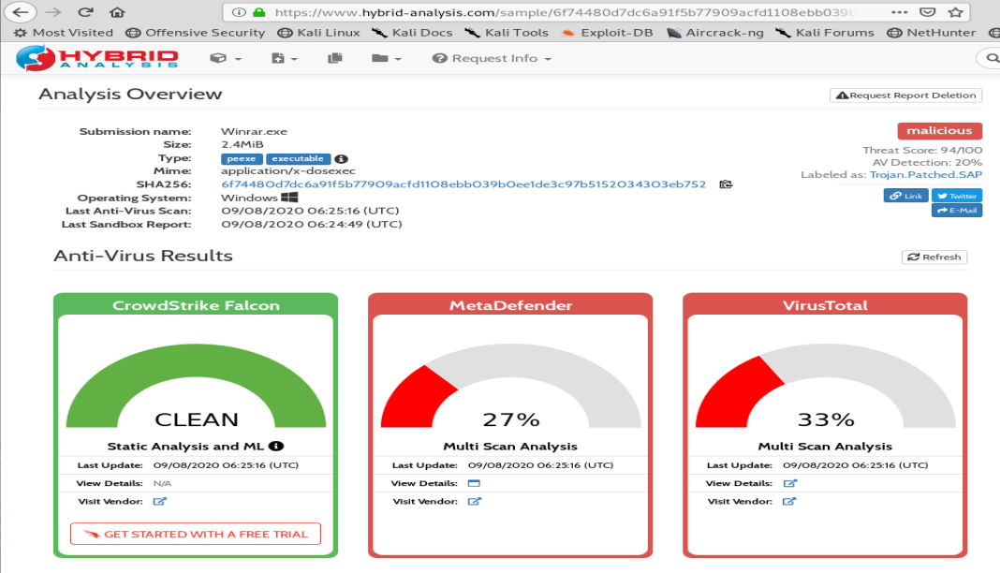 https://www.hybrid-analysis.com/sample/6f74480d7dc6a91f5b77909acfd1108ebb039b
Most Visited Offensive Security Kali Linux Kali Docs Kali Tools Exploit-DB Aircrack-ng Kali Forums NetHunter
HYBRID
ANALYSIS
Request Info
Analysis Overview
Request Report Deletion
Submission name: Winrar.exe
Size: 2.4MiB
Type: peexe executable
Mime: application/x-dosexec
SHA256: 6f74480d7dc6a91f5b77909acfd1108ebb039b0ee1de3c97b5152034303eb752
Operating System: Windows
Last Anti-Virus Scan: 09/08/2020 06:25:16 (UTC)
Last Sandbox Report: 09/08/2020 06:24:49 (UTC)
malicious
Threat Score: 94/100
AV Detection: 20%
Labeled as: Trojan.Patched.SAP
Link Twitter
E-Mail
Anti-Virus Results
Refresh
CrowdStrike Falcon
CLEAN
Static Analysis and ML
Last Update: 09/08/2020 06:25:16 (UTC)
View Details: N/A
Visit Vendor:
GET STARTED WITH A FREE TRIAL
MetaDefender
27%
Multi Scan Analysis
Last Update: 09/08/2020 06:25:16 (UTC)
View Details:
Visit Vendor:
VirusTotal
33%
Multi Scan Analysis
Last Update: 09/08/2020 06:25:16 (UTC)
View Details:
Visit Vendor: